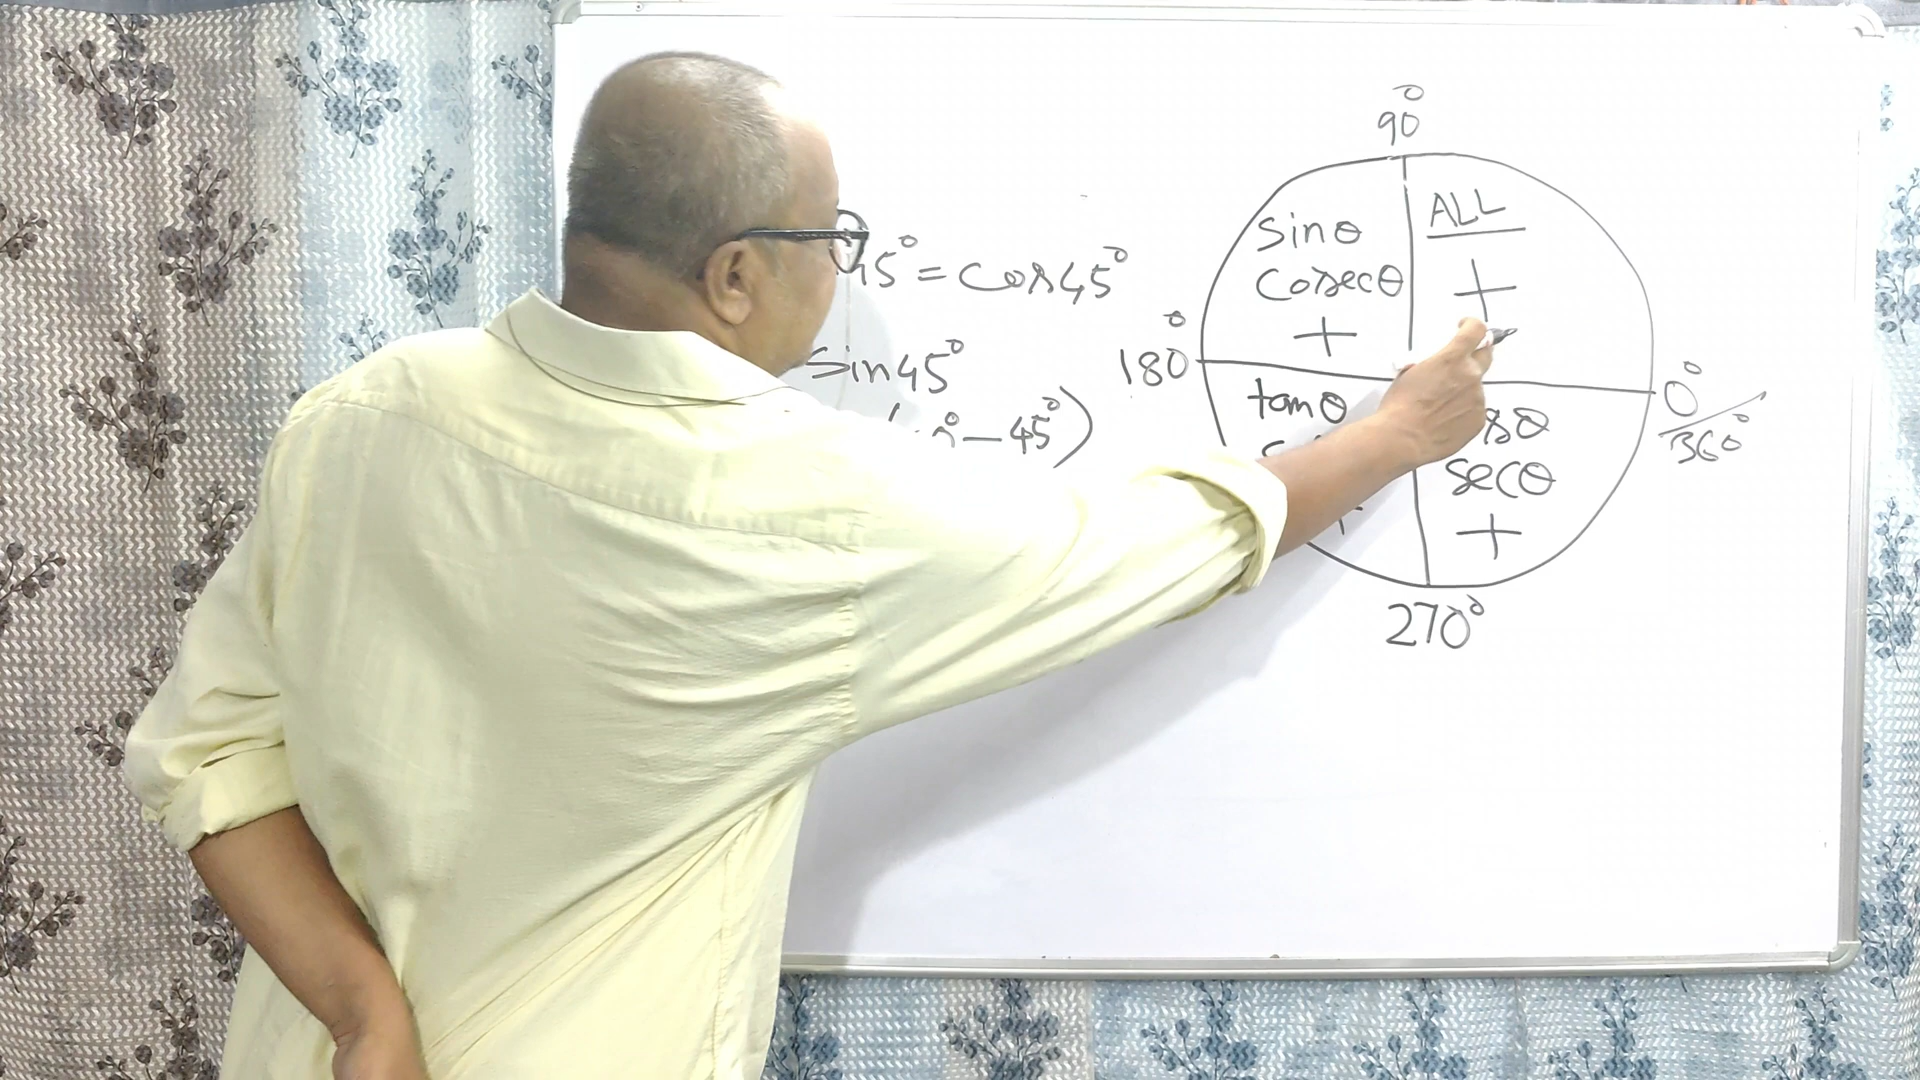 45° = cos45°
Sin45°
- 45°)
90°
sinθ
cosecθ
+
ALL
+
180°
0°
360°
tanθ
secθ
+
270°